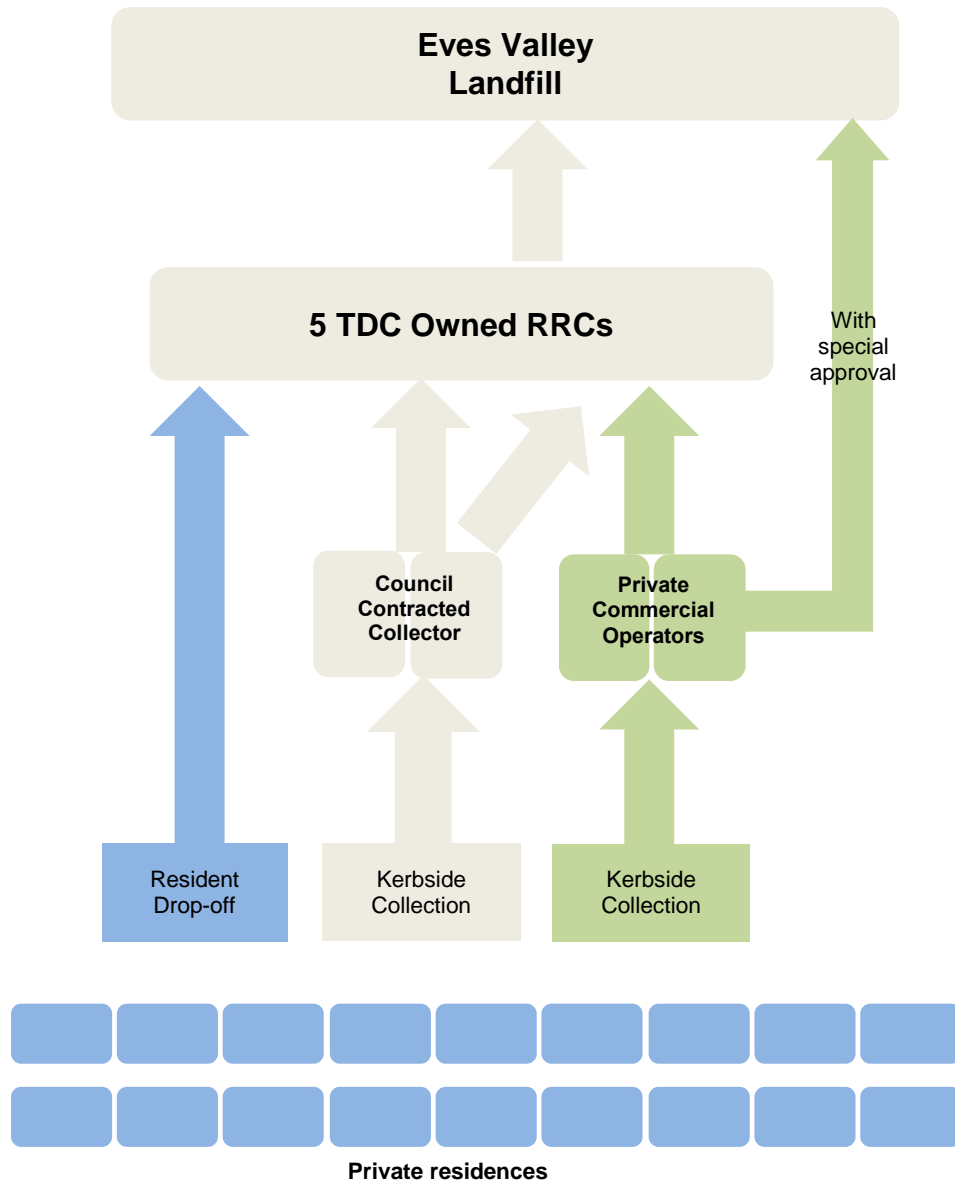 Eves Valley
Landfill
5 TDC Owned RRCs
With
special
approval
Council
Contracted
Collector
Private
Commercial
Operators
Resident
Drop-off
Kerbside
Collection
Kerbside
Collection
Private residences